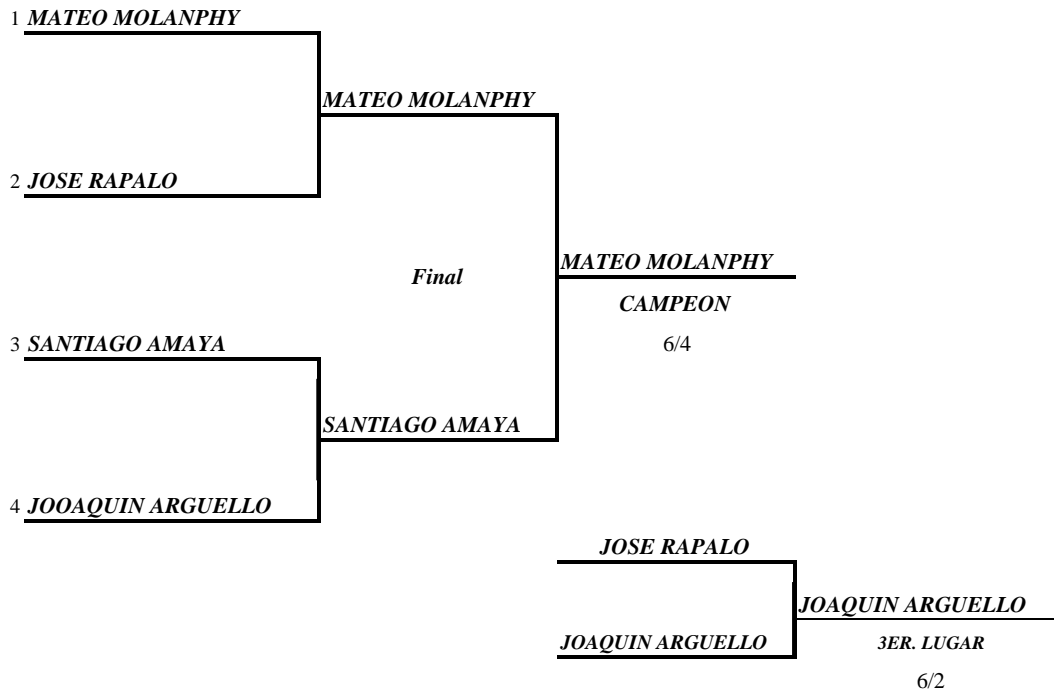 1 MATEO MOLANPHY
MATEO MOLANPHY
2 JOSE RAPALO
Final
MATEO MOLANPHY
CAMPEON
6/4
3 SANTIAGO AMAYA
SANTIAGO AMAYA
4 JOOAQUIN ARGUELLO
JOSE RAPALO
JOAQUIN ARGUELLO
JOAQUIN ARGUELLO
3ER. LUGAR
6/2